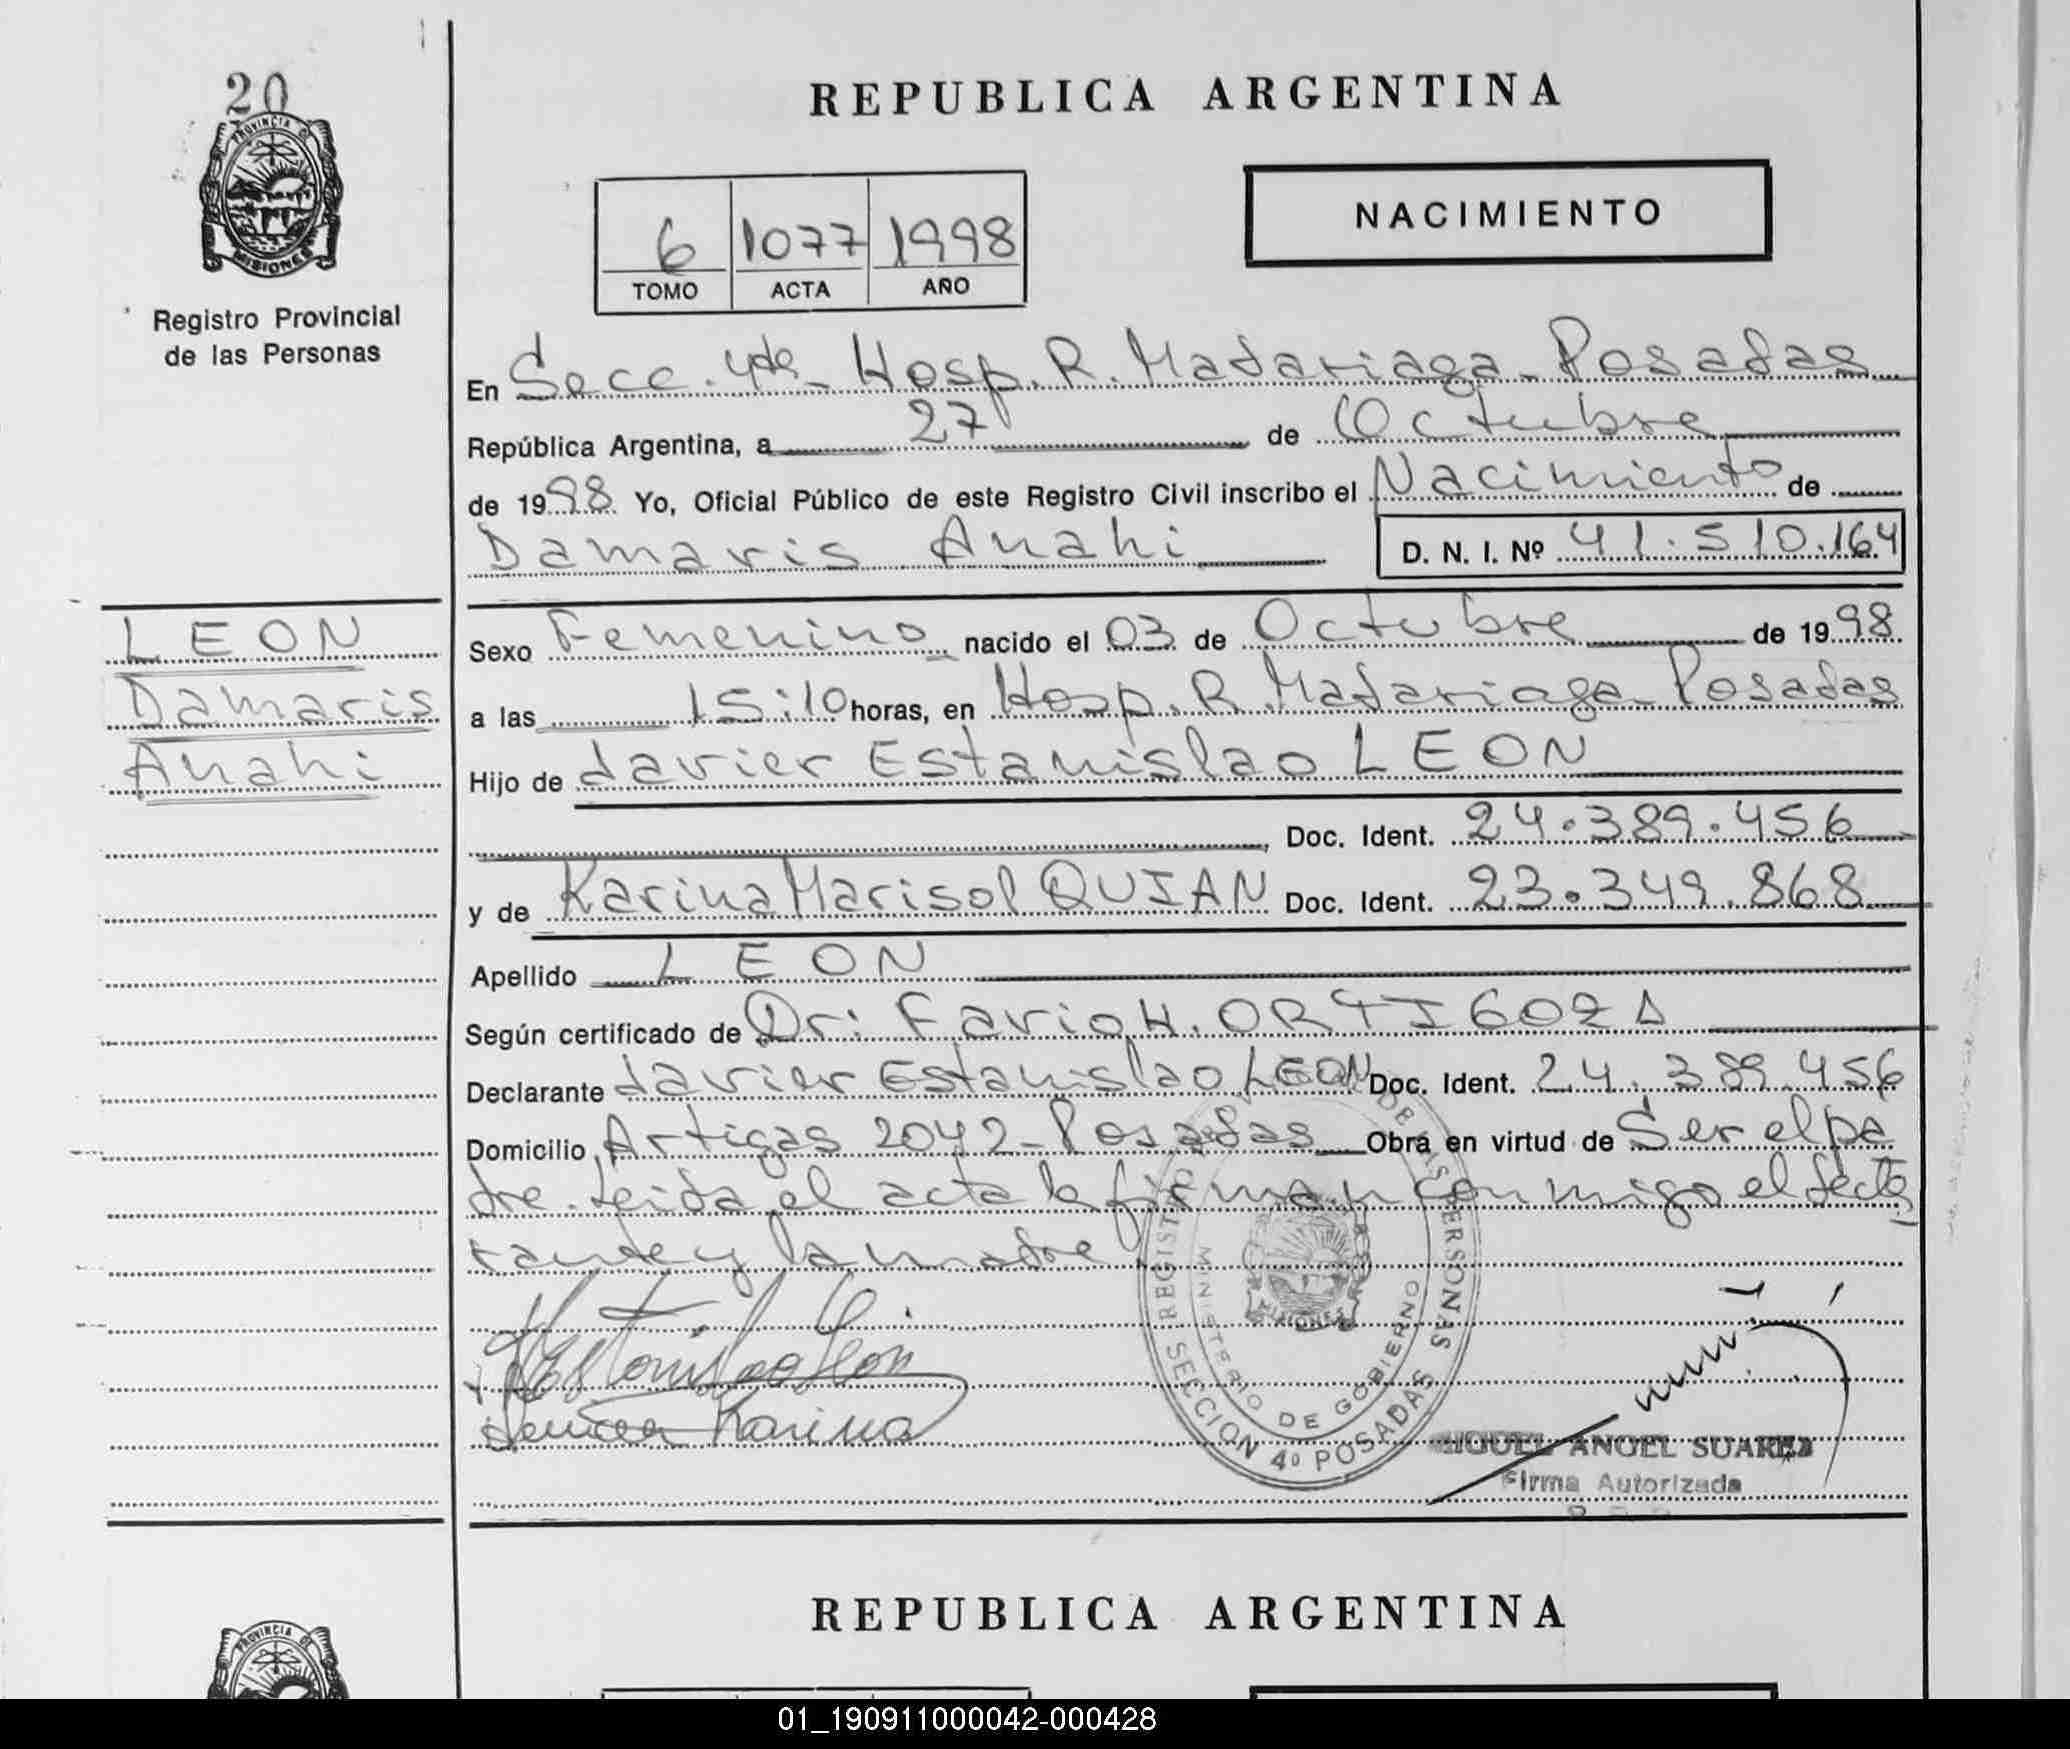 20
PROVINCIA DE
MISIONES
Registro Provincial
de las Personas
REPUBLICA ARGENTINA
NACIMIENTO
6 1077 1998
TOMO ACTA AÑO
En Secc. 4ta - Hosp. R. Madariaga - Posadas
República Argentina, a 27 de Octubre
de 1998 Yo, Oficial Público de este Registro Civil inscribo el Nacimiento de
Damaris Anahi D. N. I. Nº 41.510.164
LEON
Damaris
Anahi
Sexo Femenino nacido el 03 de Octubre de 1998
a las 15:10 horas, en Hosp. R. Madariaga Posadas
Hijo de Javier Estanislao LEON
Doc. Ident. 24.389.456
y de Karina Marisol QUIAN Doc. Ident. 23.349.868
Apellido LEON
Según certificado de Dr: Favio H. ORTIGOZA
Declarante Javier Estanislao LEON Doc. Ident. 24.389.456
Domicilio Artigas 2042 - Posadas Obra en virtud de Ser el pa
dre. Leida el acta la firman conmigo el decla
rante y la madre
REGISTRO DE LAS PERSONAS
MINISTERIO DE GOBIERNO
MISIONES
SECCION 4º POSADAS
Estanislao Leon
Karina
MIGUEL ANGEL SUAREZ
Firma Autorizada
REPUBLICA ARGENTINA
PROVINCIA DE
01_190911000042-000428